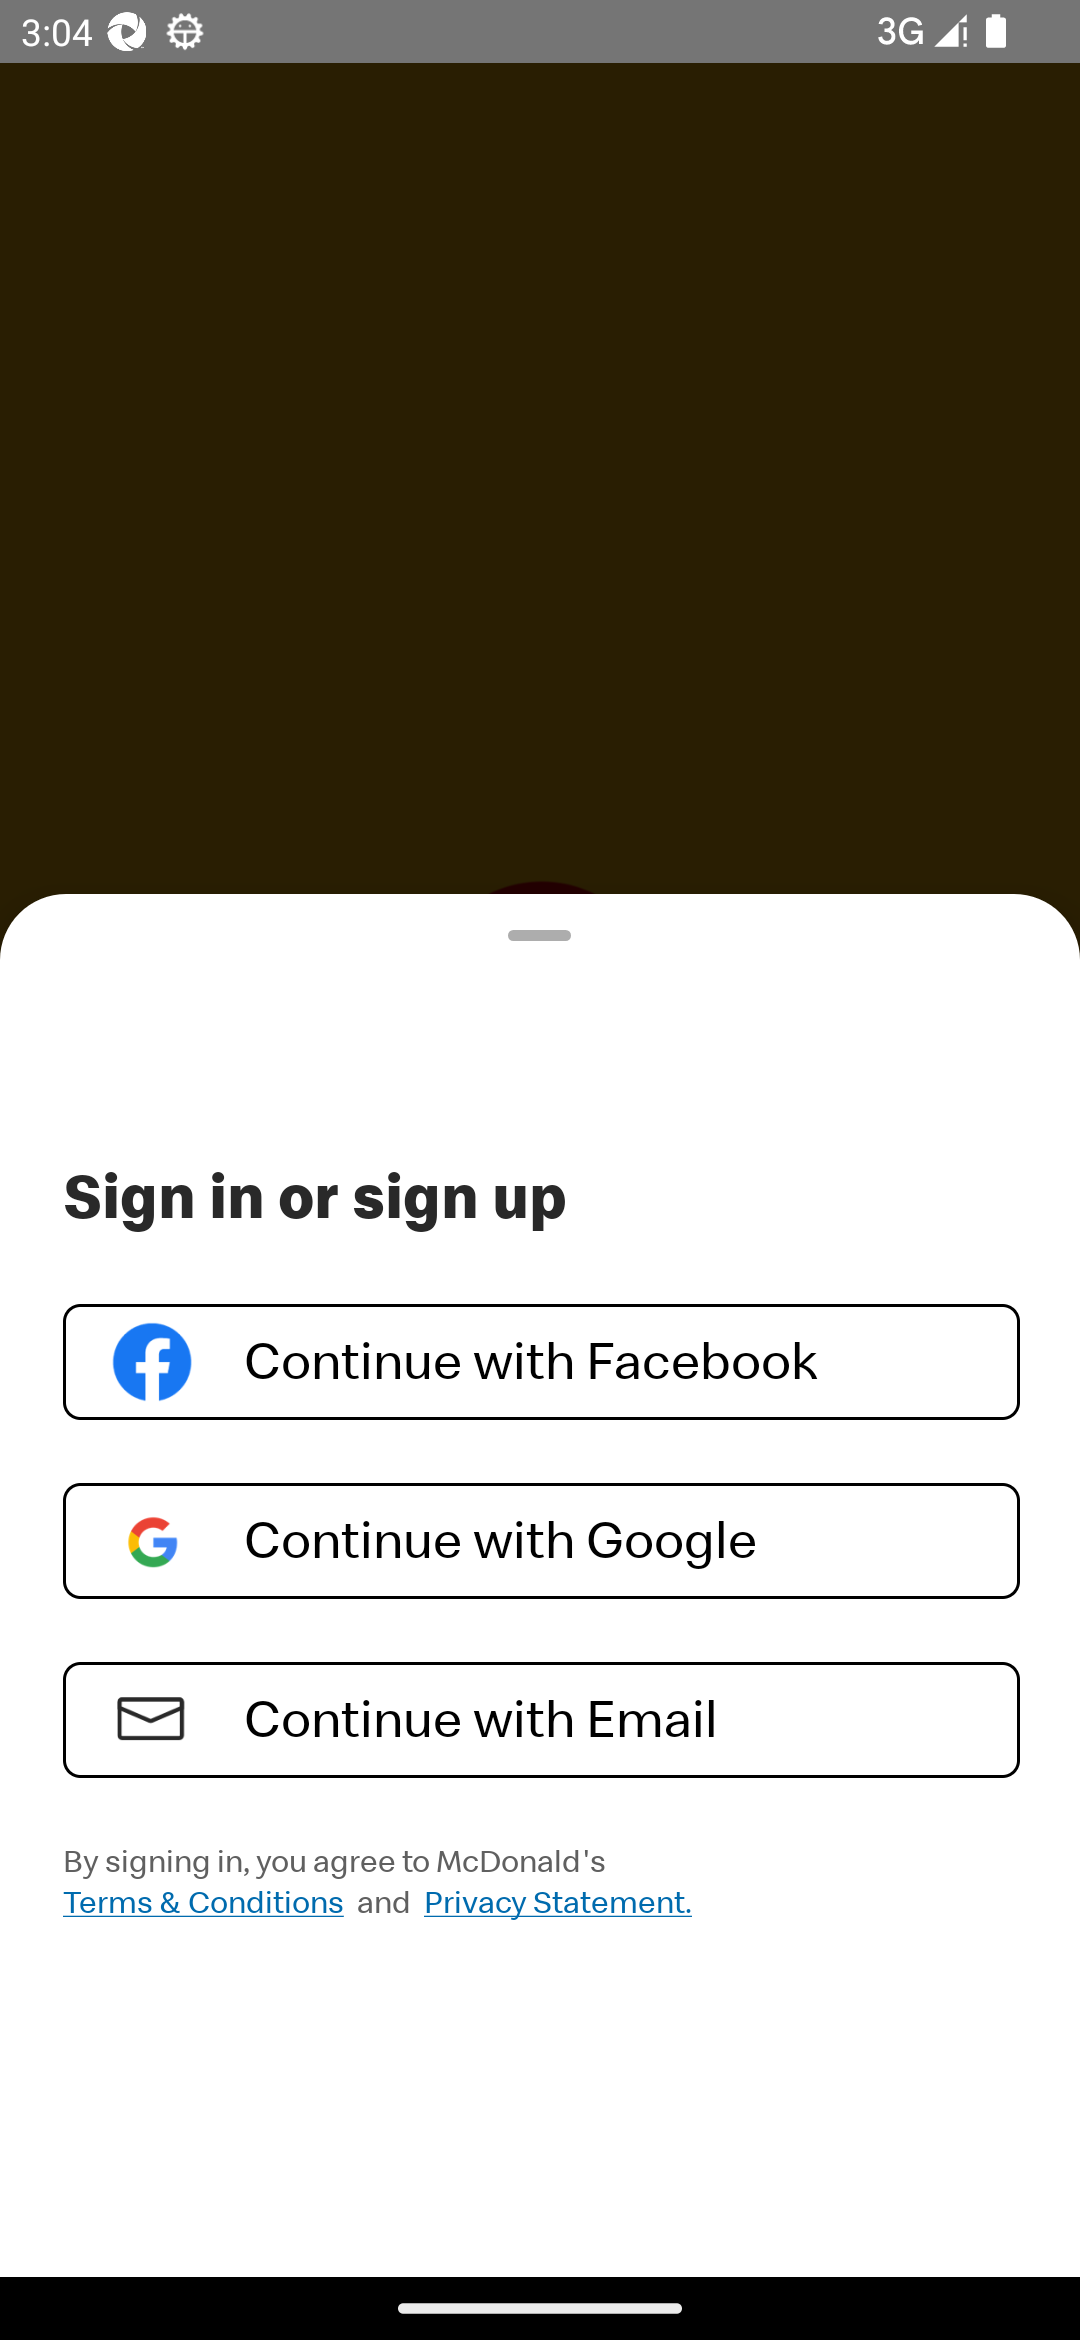 3:04
3G
Sign in or sign up
Continue with Facebook
Continue with Google
Continue with Email
By signing in, you agree to McDonald's
Terms & Conditions and Privacy Statement.